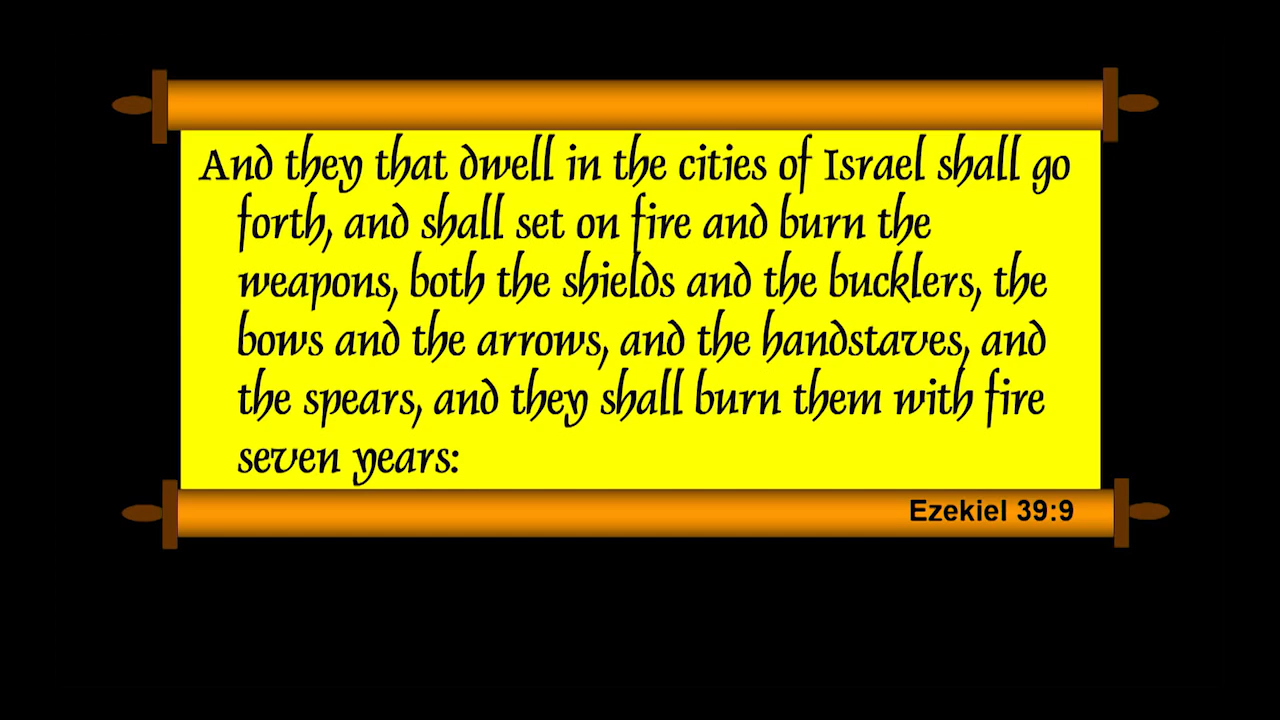 And they that dwell in the cities of Israel shall go
forth, and shall set on fire and burn the
weapons, both the shields and the bucklers, the
bows and the arrows, and the handstaves, and
the spears, and they shall burn them with fire
seven years:
Ezekiel 39:9